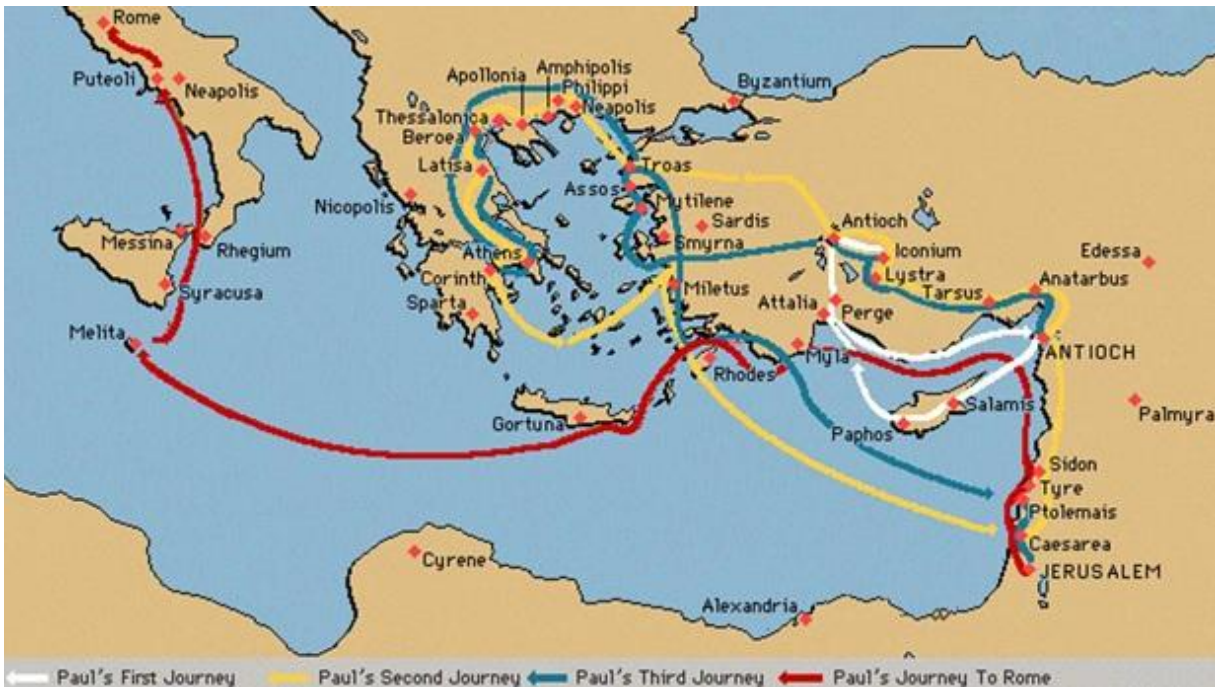 Rome
Puteoli
Neapolis
Apollonia
Amphipolis
Philippi
Neapolis
Byzantium
Thessalonica
Beroea
Latisa
Troas
Assos
Mytilene
Nicopolis
Sardis
Antioch
Smyrna
Messina
Rhegium
Athens
Iconium
Edessa
Corinth
Lystra
Syracusa
Sparta
Miletus
Attalia
Perge
Tarsus
Anatarbus
Melita
Rhodes
Myla
ANTIOCH
Gortuna
Paphos
Salamis
Palmyra
Sidon
Tyre
Ptolemais
Cyrene
Caesarea
JERUSALEM
Alexandria
Paul's First Journey
Paul's Second Journey
Paul's Third Journey
Paul's Journey To Rome